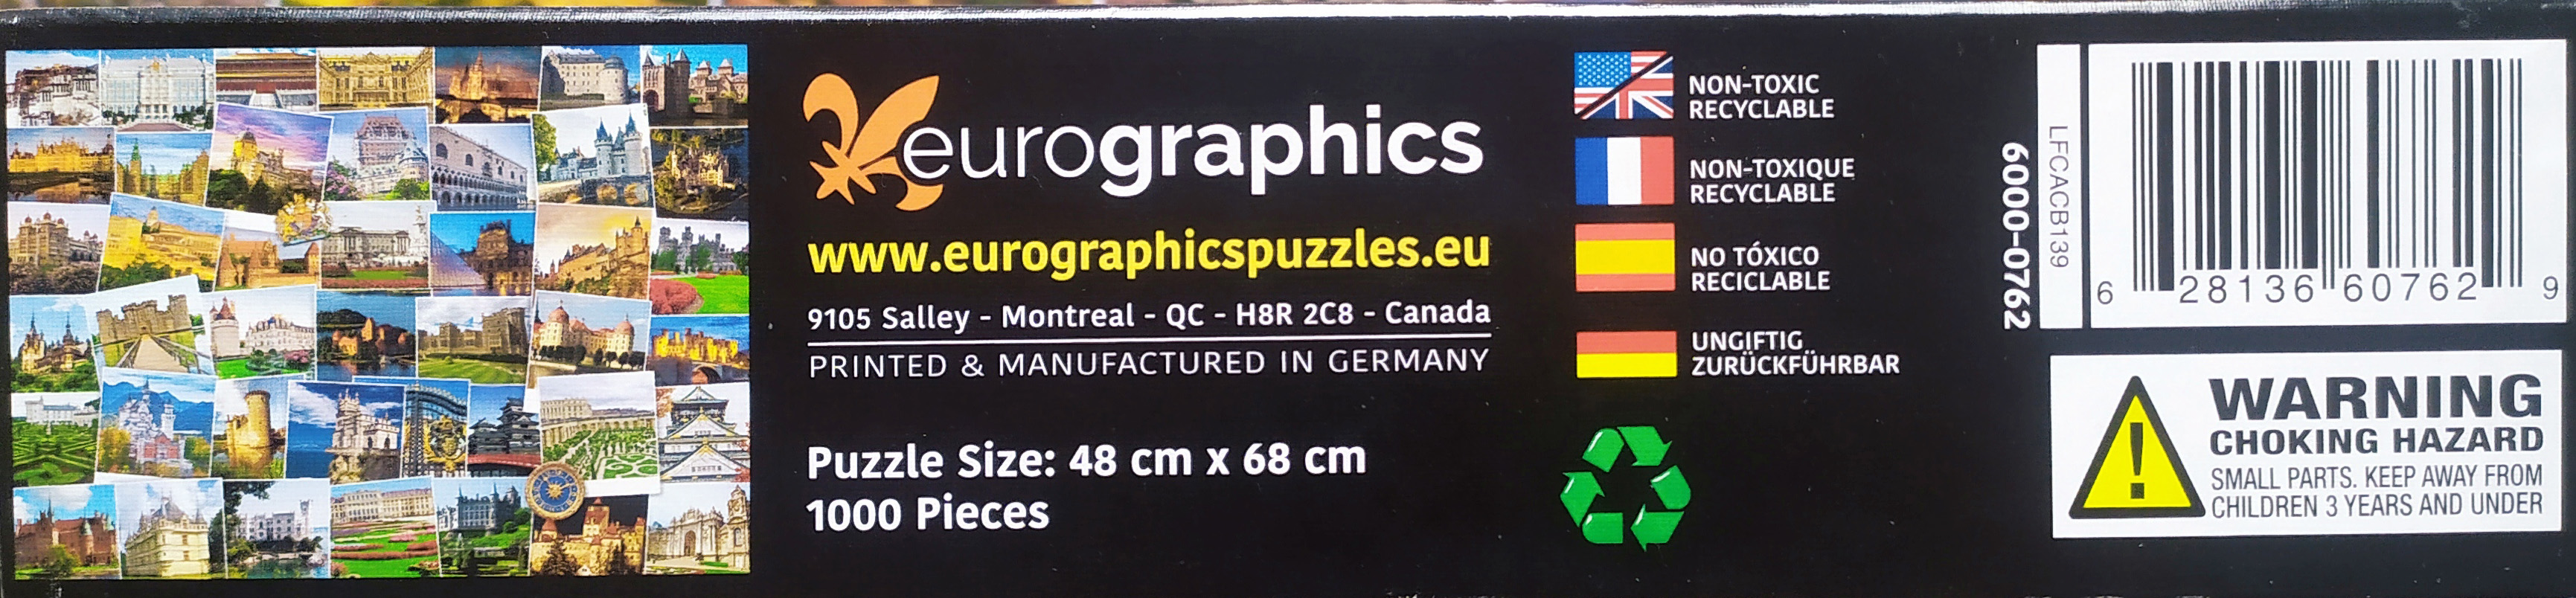 eurographics
www.eurographicspuzzles.eu
9105 Salley - Montreal - QC - H8R 2C8 - Canada
PRINTED & MANUFACTURED IN GERMANY
Puzzle Size: 48 cm x 68 cm
1000 Pieces
NON-TOXIC
RECYCLABLE
NON-TOXIQUE
RECYCLABLE
NO TÓXICO
RECICLABLE
UNGIFTIG
ZURÜCKFÜHRBAR
6000-0762
LFCACB139
6 28136 60762 9
WARNING
CHOKING HAZARD
SMALL PARTS. KEEP AWAY FROM
CHILDREN 3 YEARS AND UNDER